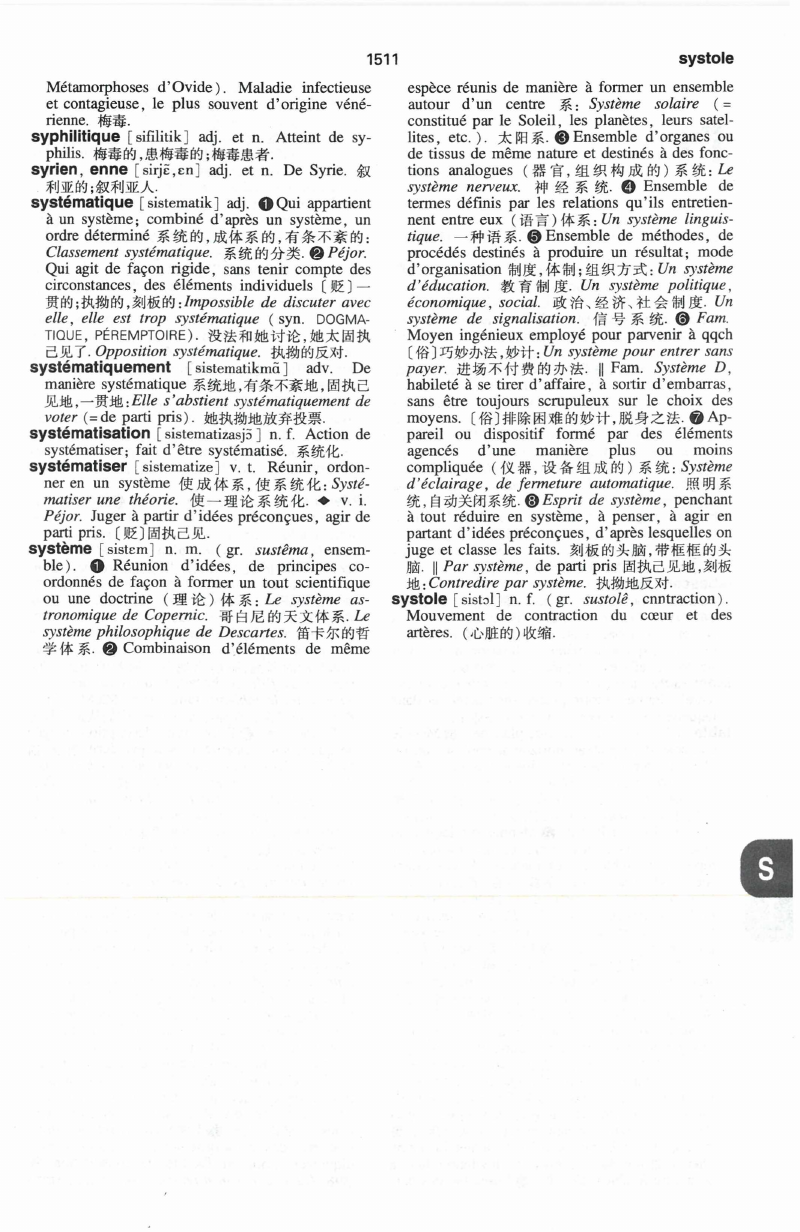 1511
systole
Métamorphoses d'Ovide). Maladie infectieuse
et contagieuse, le plus souvent d'origine véné-
rienne. 梅毒.
syphilitique [sifilitik] adj. et n. Atteint de sy-
philis. 梅毒的,患梅毒的;梅毒患者.
syrien, enne [sirjɛ̃,ɛn] adj. et n. De Syrie. 叙
利亚的;叙利亚人.
systématique [sistematik] adj. ❶ Qui appartient
à un système; combiné d'après un système, un
ordre déterminé 系统的,成体系的,有条不紊的:
Classement systématique. 系统的分类. ❷ Péjor.
Qui agit de façon rigide, sans tenir compte des
circonstances, des éléments individuels〔贬〕一
贯的;执拗的,刻板的:Impossible de discuter avec
elle, elle est trop systématique (syn. DOGMA-
TIQUE, PÉREMPTOIRE). 没法和她讨论,她太固执
己见了. Opposition systématique. 执拗的反对.
systématiquement [sistematikmɑ̃] adv. De
manière systématique 系统地,有条不紊地,固执己
见地,一贯地:Elle s'abstient systématiquement de
voter (= de parti pris). 她执拗地放弃投票.
systématisation [sistematizasjɔ̃] n. f. Action de
systématiser; fait d'être systématisé. 系统化.
systématiser [sistematize] v. t. Réunir, ordon-
ner en un système 使成体系,使系统化:Systé-
matiser une théorie. 使一理论系统化. ◆ v. i.
Péjor. Juger à partir d'idées préconçues, agir de
parti pris.〔贬〕固执己见.
système [sistɛm] n. m. (gr. sustêma, ensem-
ble). ❶ Réunion d'idées, de principes co-
ordonnés de façon à former un tout scientifique
ou une doctrine (理论)体系: Le système as-
tronomique de Copernic. 哥白尼的天文体系. Le
système philosophique de Descartes. 笛卡尔的哲
学体系. ❷ Combinaison d'éléments de même
espèce réunis de manière à former un ensemble
autour d'un centre 系: Système solaire (=
constitué par le Soleil, les planètes, leurs satel-
lites, etc.). 太阳系. ❸ Ensemble d'organes ou
de tissus de même nature et destinés à des fonc-
tions analogues (器官,组织构成的)系统: Le
système nerveux. 神经系统. ❹ Ensemble de
termes définis par les relations qu'ils entretien-
nent entre eux (语言)体系: Un système linguis-
tique. 一种语系. ❺ Ensemble de méthodes, de
procédés destinés à produire un résultat; mode
d'organisation 制度,体制;组织方式: Un système
d'éducation. 教育制度. Un système politique,
économique, social. 政治、经济、社会制度. Un
système de signalisation. 信号系统. ❻ Fam.
Moyen ingénieux employé pour parvenir à qqch
〔俗〕巧妙办法,妙计: Un système pour entrer sans
payer. 进场不付费的办法. ‖ Fam. Système D,
habileté à se tirer d'affaire, à sortir d'embarras,
sans être toujours scrupuleux sur le choix des
moyens.〔俗〕排除困难的妙计,脱身之法. ❼ Ap-
pareil ou dispositif formé par des éléments
agencés d'une manière plus ou moins
compliquée (仪器,设备组成的)系统: Système
d'éclairage, de fermeture automatique. 照明系
统,自动关闭系统. ❽ Esprit de système, penchant
à tout réduire en système, à penser, à agir en
partant d'idées préconçues, d'après lesquelles on
juge et classe les faits. 刻板的头脑,带框框的头
脑. ‖ Par système, de parti pris 固执己见地,刻板
地: Contredire par système. 执拗地反对.
systole [sistɔl] n. f. (gr. sustolê, cnntraction).
Mouvement de contraction du cœur et des
artères. (心脏的)收缩.
S